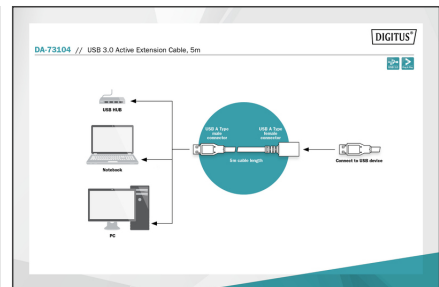 DIGITUS®
DA-73104 // USB 3.0 Active Extension Cable, 5m
USB HUB
USB A Type
male
connector
USB A Type
female
connector
5m cable length
Connect to USB device
Notebook
PC